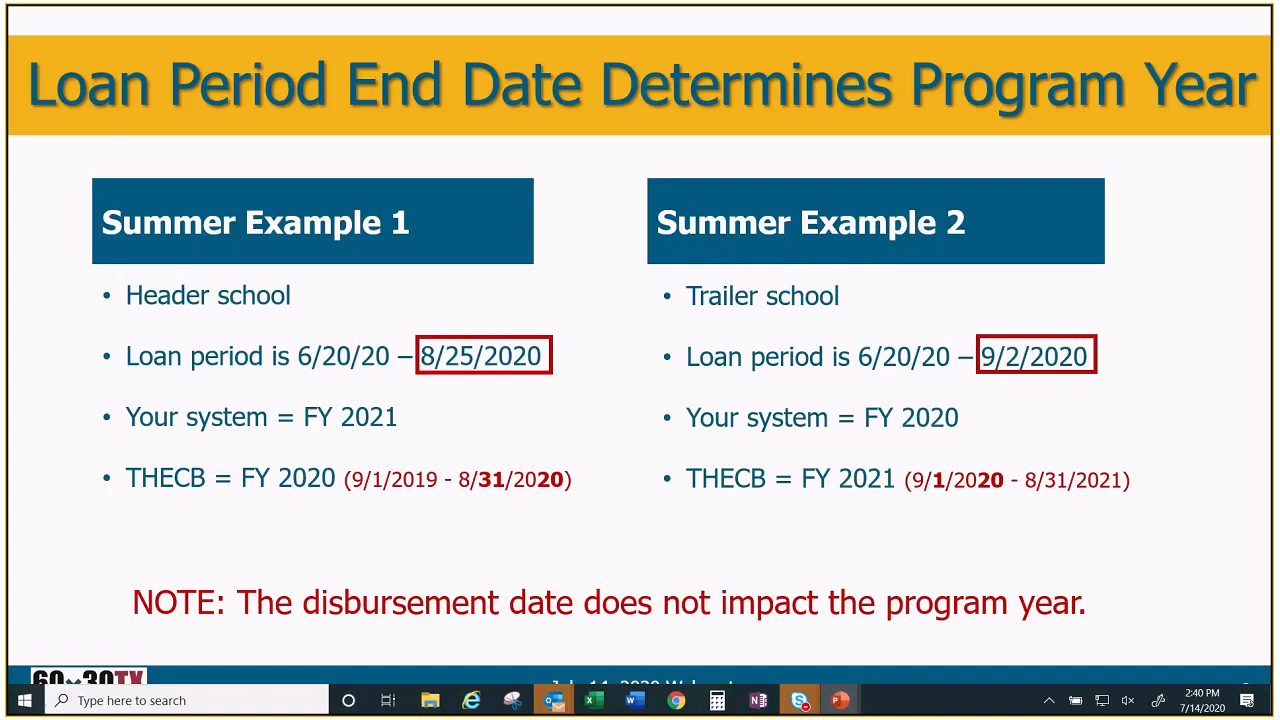 Loan Period End Date Determines Program Year
Summer Example 1
• Header school
• Loan period is 6/20/20 – 8/25/2020
• Your system = FY 2021
• THECB = FY 2020 (9/1/2019 - 8/31/2020)
Summer Example 2
• Trailer school
• Loan period is 6/20/20 – 9/2/2020
• Your system = FY 2020
• THECB = FY 2021 (9/1/2020 - 8/31/2021)
NOTE: The disbursement date does not impact the program year.
60x30TX
Type here to search
2:40 PM
7/14/2020